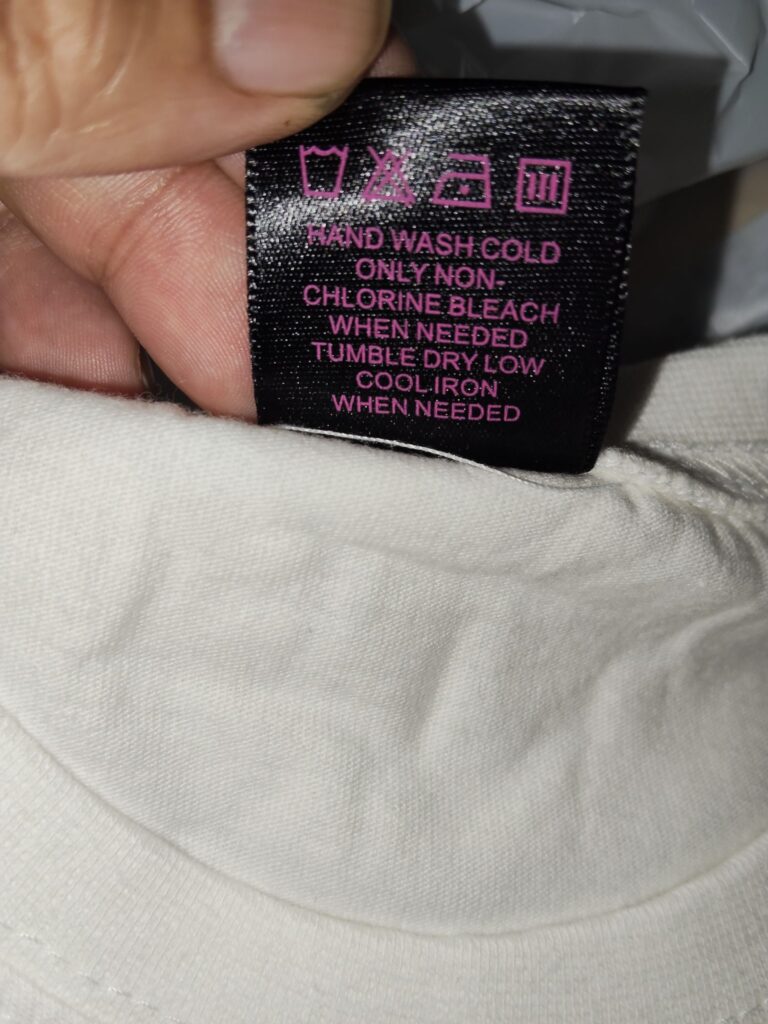 HAND WASH COLD
ONLY NON-
CHLORINE BLEACH
WHEN NEEDED
TUMBLE DRY LOW
COOL IRON
WHEN NEEDED